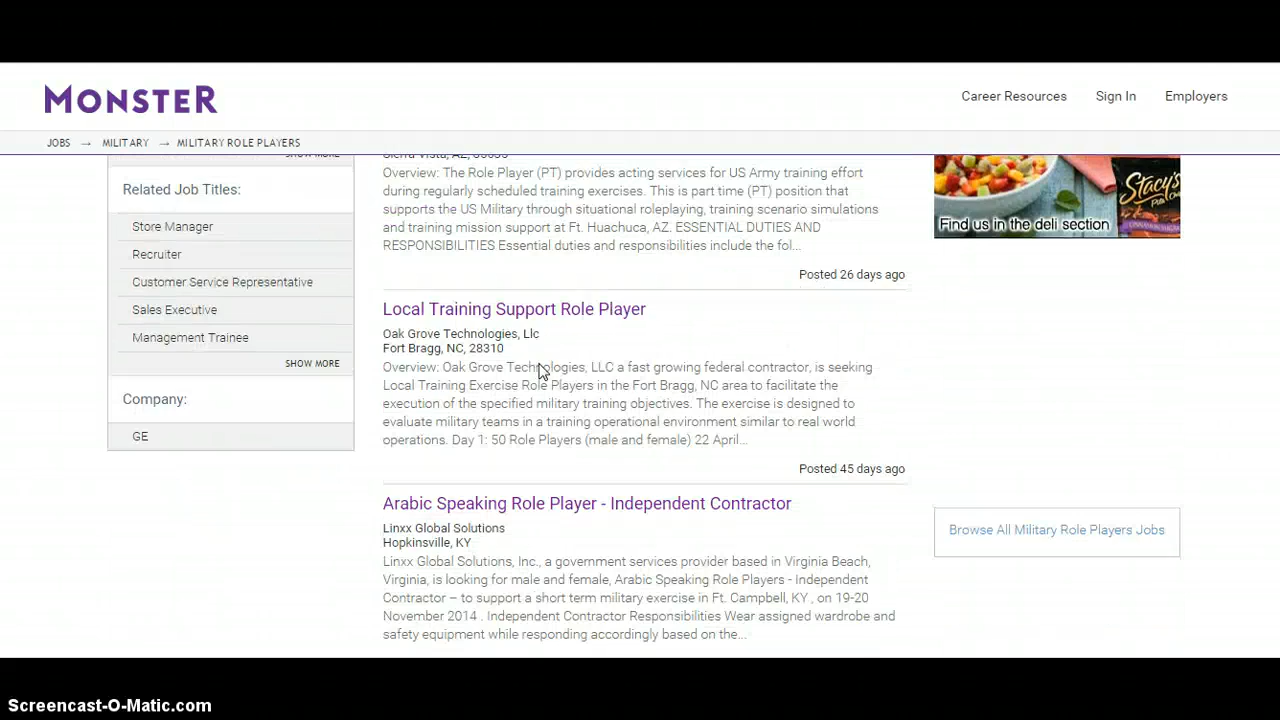 MONSTER
Career Resources
Sign In
Employers
JOBS → MILITARY → MILITARY ROLE PLAYERS
SHOW MORE
Related Job Titles:
Store Manager
Recruiter
Customer Service Representative
Sales Executive
Management Trainee
SHOW MORE
Company:
GE
Sierra Vista, AZ, 85635
Overview: The Role Player (PT) provides acting services for US Army training effort
during regularly scheduled training exercises. This is part time (PT) position that
supports the US Military through situational roleplaying, training scenario simulations
and training mission support at Ft. Huachuca, AZ. ESSENTIAL DUTIES AND
RESPONSIBILITIES Essential duties and responsibilities include the fol...
Posted 26 days ago
Local Training Support Role Player
Oak Grove Technologies, Llc
Fort Bragg, NC, 28310
Overview: Oak Grove Technologies, LLC a fast growing federal contractor, is seeking
Local Training Exercise Role Players in the Fort Bragg, NC area to facilitate the
execution of the specified military training objectives. The exercise is designed to
evaluate military teams in a training operational environment similar to real world
operations. Day 1: 50 Role Players (male and female) 22 April...
Posted 45 days ago
Arabic Speaking Role Player - Independent Contractor
Linxx Global Solutions
Hopkinsville, KY
Linxx Global Solutions, Inc., a government services provider based in Virginia Beach,
Virginia, is looking for male and female, Arabic Speaking Role Players - Independent
Contractor – to support a short term military exercise in Ft. Campbell, KY , on 19-20
November 2014 . Independent Contractor Responsibilities Wear assigned wardrobe and
safety equipment while responding accordingly based on the...
Stacy's
Find us in the deli section
Browse All Military Role Players Jobs
Screencast-O-Matic.com